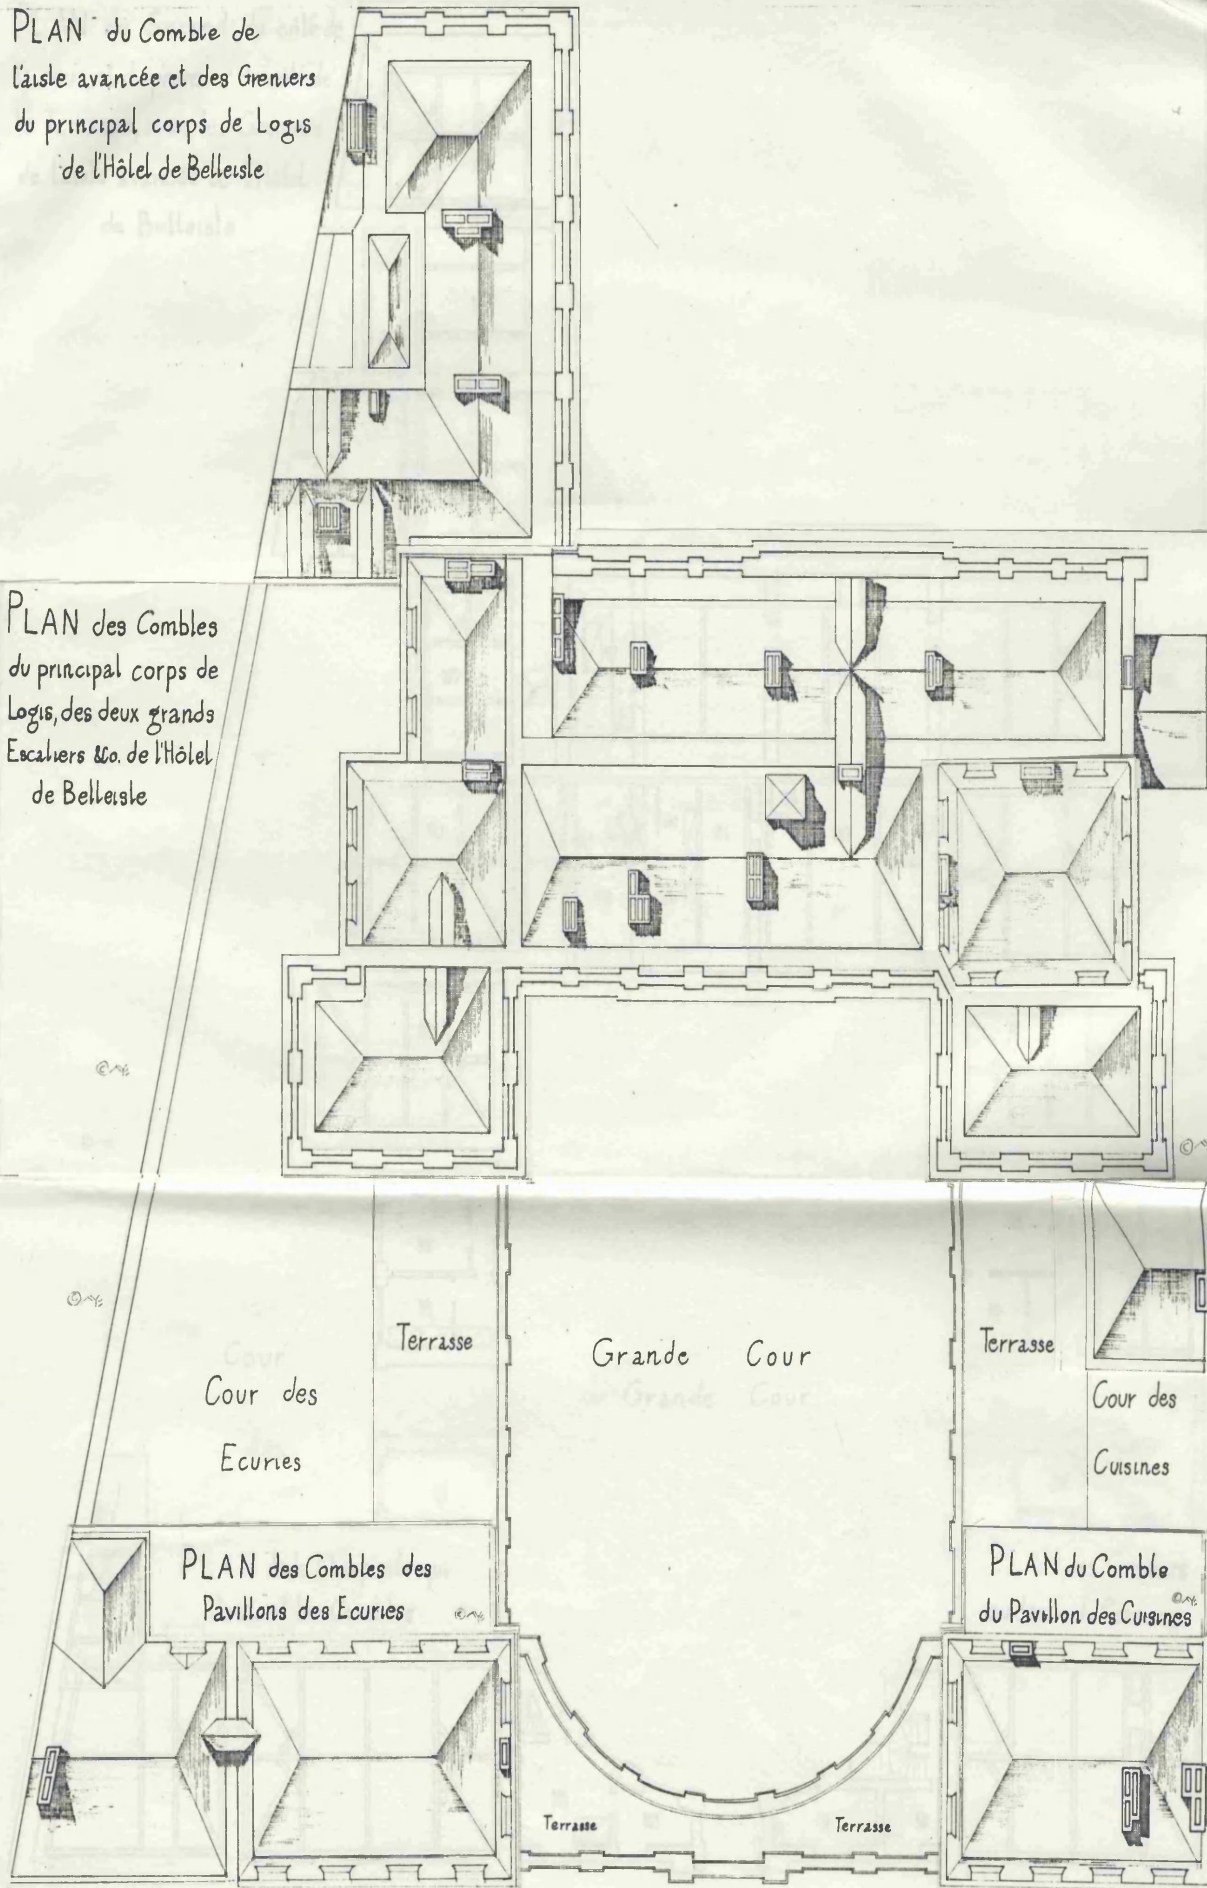 PLAN du Comble de
l'aisle avancée et des Greniers
du principal corps de Logis
de l'Hôlel de Belleisle
PLAN des Combles
du principal corps de
Logis, des deux grands
Escaliers &c. de l'Hôlel
de Belleisle
Terrasse
Grande Cour
Terrasse
Cour des
Ecuries
Cour des
Cuisines
PLAN des Combles des
Pavillons des Ecuries
PLAN du Comble
du Pavillon des Cuisines
Terrasse
Terrasse